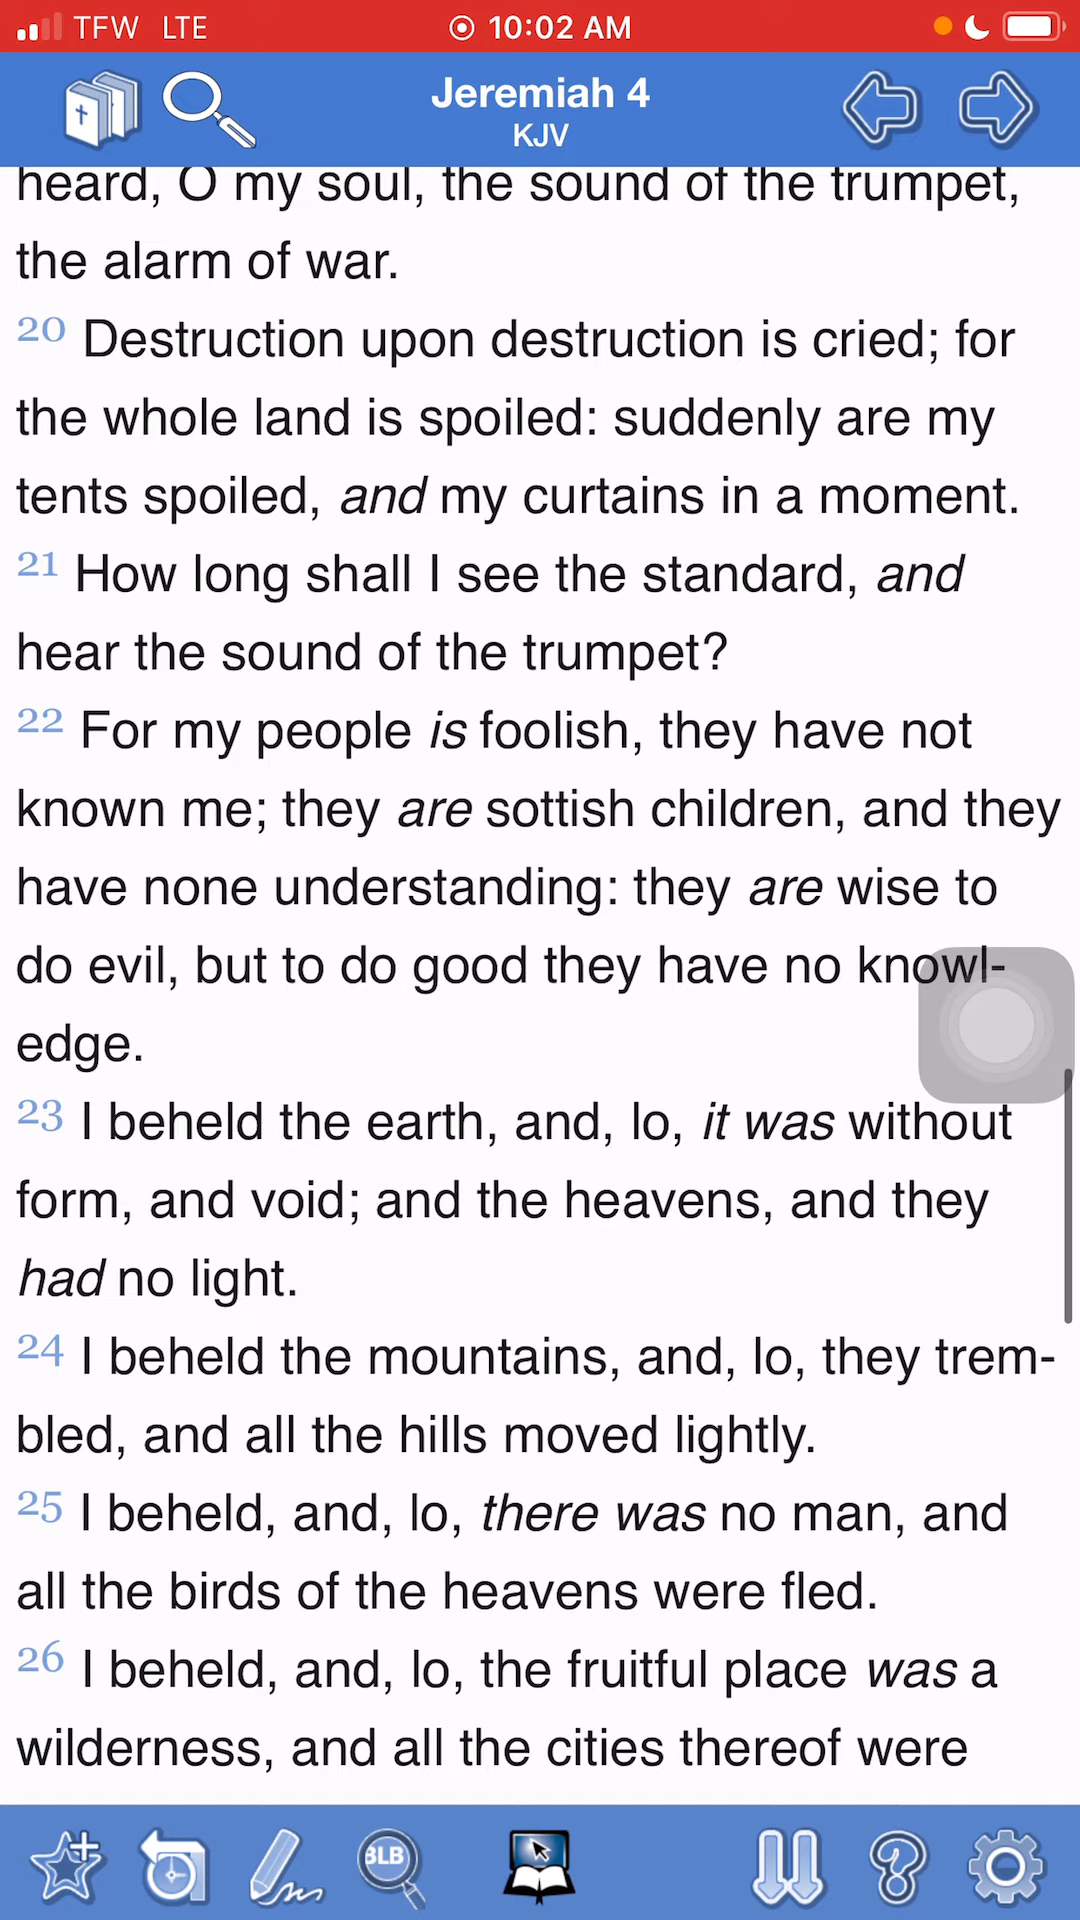 TFW LTE 10:02 AM
Jeremiah 4
KJV
heard, O my soul, the sound of the trumpet,
the alarm of war.
20 Destruction upon destruction is cried; for
the whole land is spoiled: suddenly are my
tents spoiled, and my curtains in a moment.
21 How long shall I see the standard, and
hear the sound of the trumpet?
22 For my people is foolish, they have not
known me; they are sottish children, and they
have none understanding: they are wise to
do evil, but to do good they have no knowl-
edge.
23 I beheld the earth, and, lo, it was without
form, and void; and the heavens, and they
had no light.
24 I beheld the mountains, and, lo, they trem-
bled, and all the hills moved lightly.
25 I beheld, and, lo, there was no man, and
all the birds of the heavens were fled.
26 I beheld, and, lo, the fruitful place was a
wilderness, and all the cities thereof were
BLB